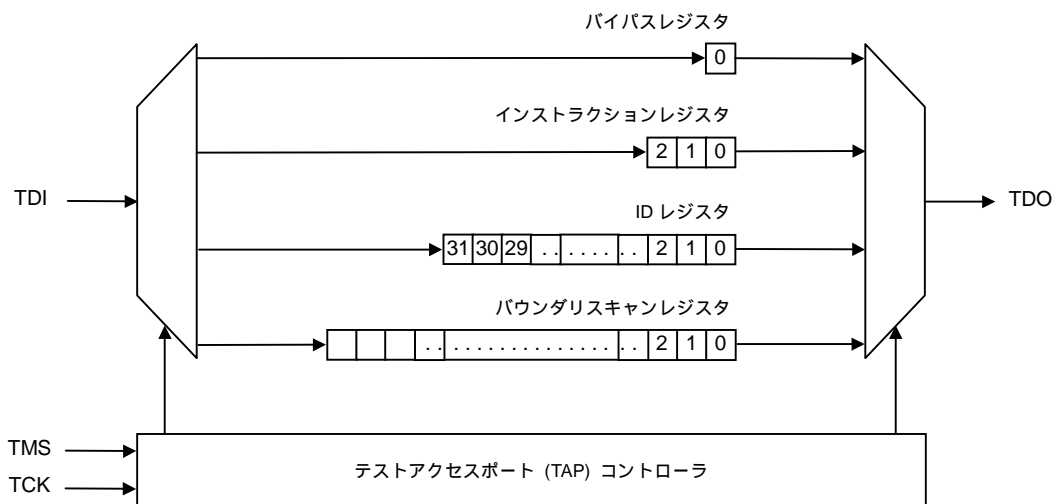 バイパスレジスタ
0
インストラクションレジスタ
2 1 0
TDI
TDO
ID レジスタ
31 30 29 . . . . . . . . 2 1 0
バウンダリスキャンレジスタ
. . . . . . . . . . . . . . . . . . 2 1 0
TMS
テストアクセスポート (TAP) コントローラ
TCK